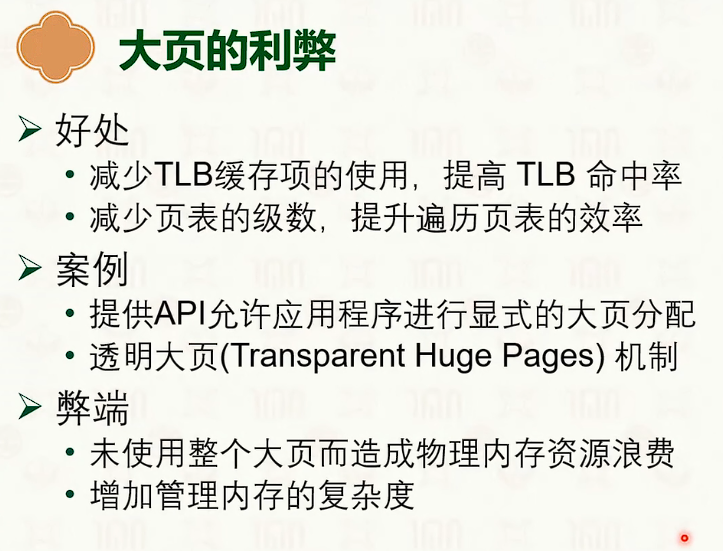 大页的利弊
好处
减少TLB缓存项的使用，提高 TLB 命中率
减少页表的级数，提升遍历页表的效率
案例
提供API允许应用程序进行显式的大页分配
透明大页(Transparent Huge Pages) 机制
弊端
未使用整个大页而造成物理内存资源浪费
增加管理内存的复杂度